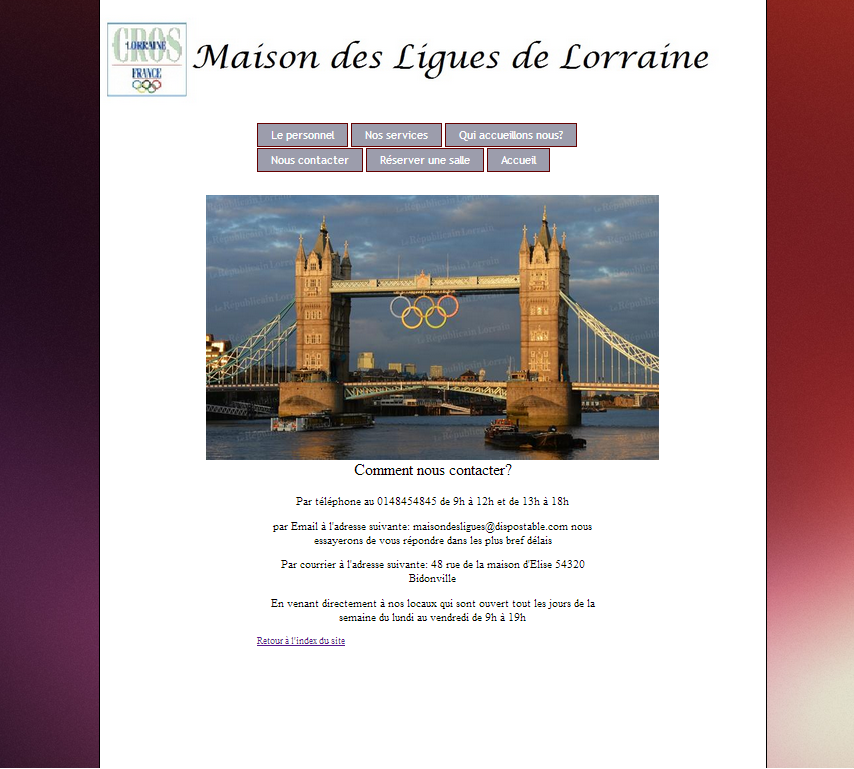 CROS
LORRAINE
FRANCE
Maison des Ligues de Lorraine
Le personnel
Nos services
Qui accueillons nous?
Nous contacter
Réserver une salle
Accueil
Comment nous contacter?
Par téléphone au 0148454845 de 9h à 12h et de 13h à 18h
par Email à l'adresse suivante: maisondesligues@dispostable.com nous
essayerons de vous répondre dans les plus bref délais
Par courrier à l'adresse suivante: 48 rue de la maison d'Elise 54320
Bidonville
En venant directement à nos locaux qui sont ouvert tout les jours de la
semaine du lundi au vendredi de 9h à 19h
Retour à l'index du site